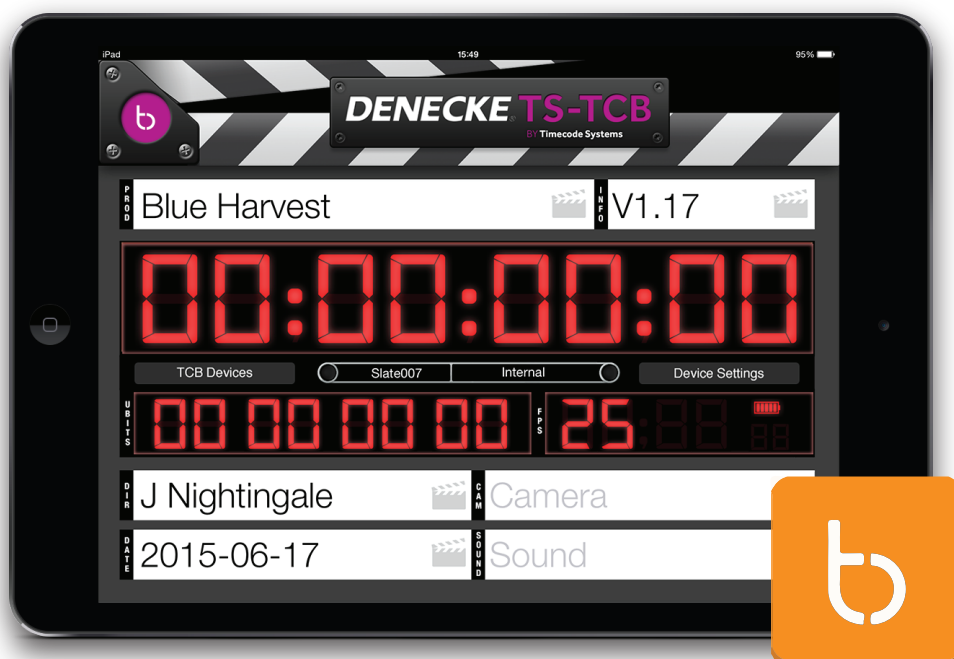 iPad 15:49 95%
DENECKE® TS-TCB
BY Timecode Systems
PROD Blue Harvest INFO V1.17
00:00:00:00
TCB Devices Slate007 Internal Device Settings
UBITS 00 00 00 00 FPS 25
DIR J Nightingale CAM Camera
DATE 2015-06-17 SOUND Sound